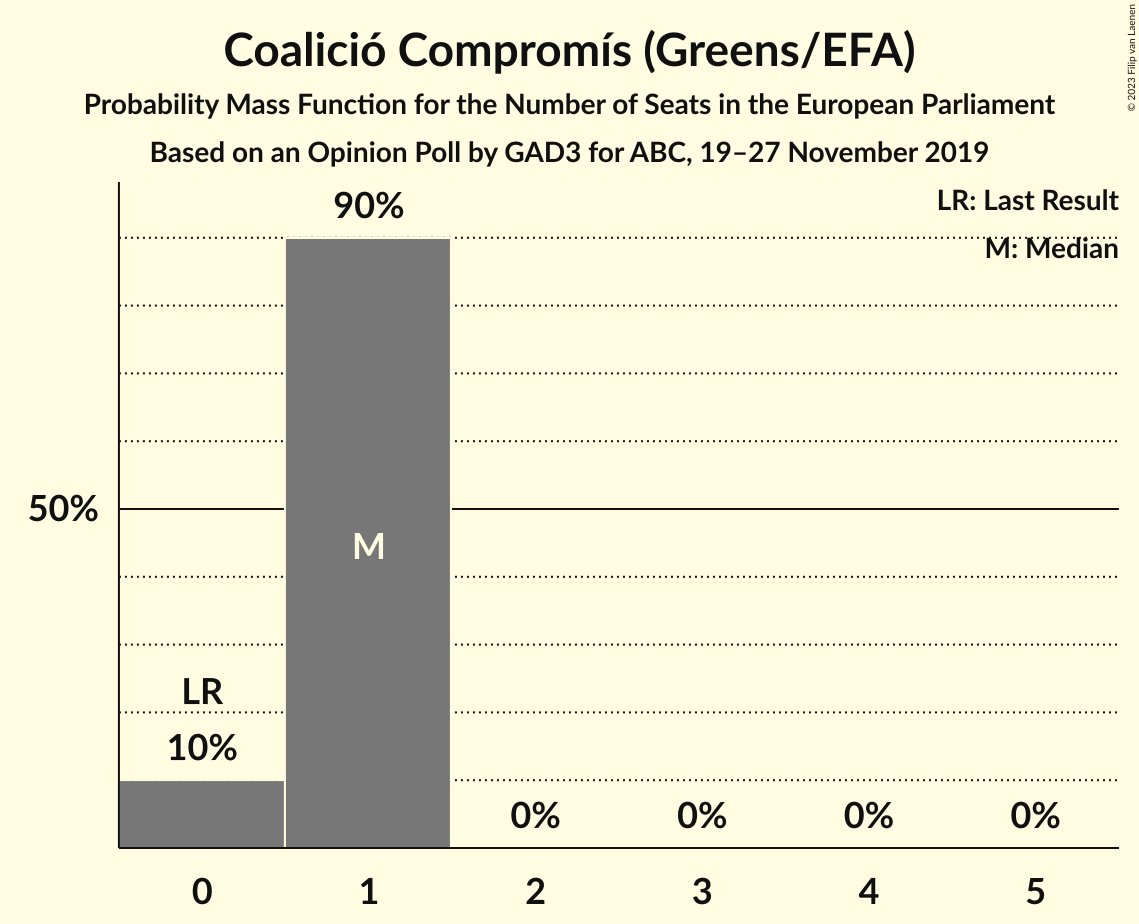 Coalició Compromís (Greens/EFA)
Probability Mass Function for the Number of Seats in the European Parliament
Based on an Opinion Poll by GAD3 for ABC, 19–27 November 2019
© 2023 Filip van Laenen
LR: Last Result
M: Median
90%
50%
M
LR
10%
0%
0%
0%
0%
0
1
2
3
4
5